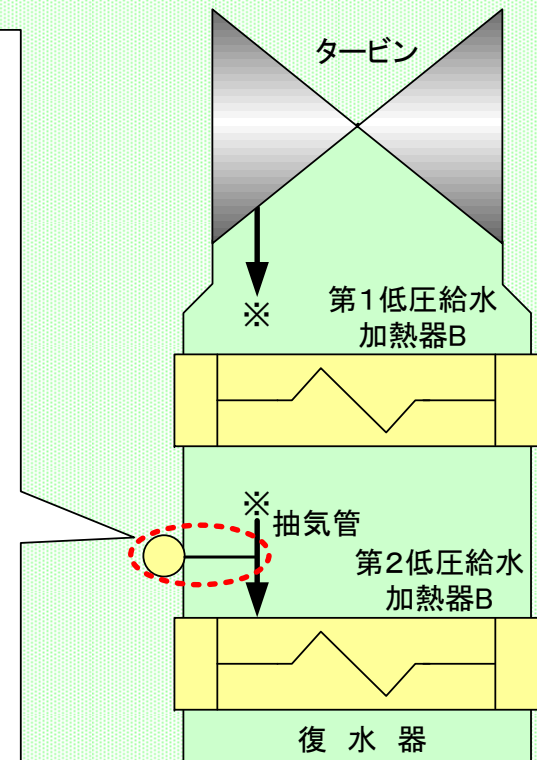 タービン
※
第1低圧給水
加熱器B
※
抽気管
第2低圧給水
加熱器B
復 水 器